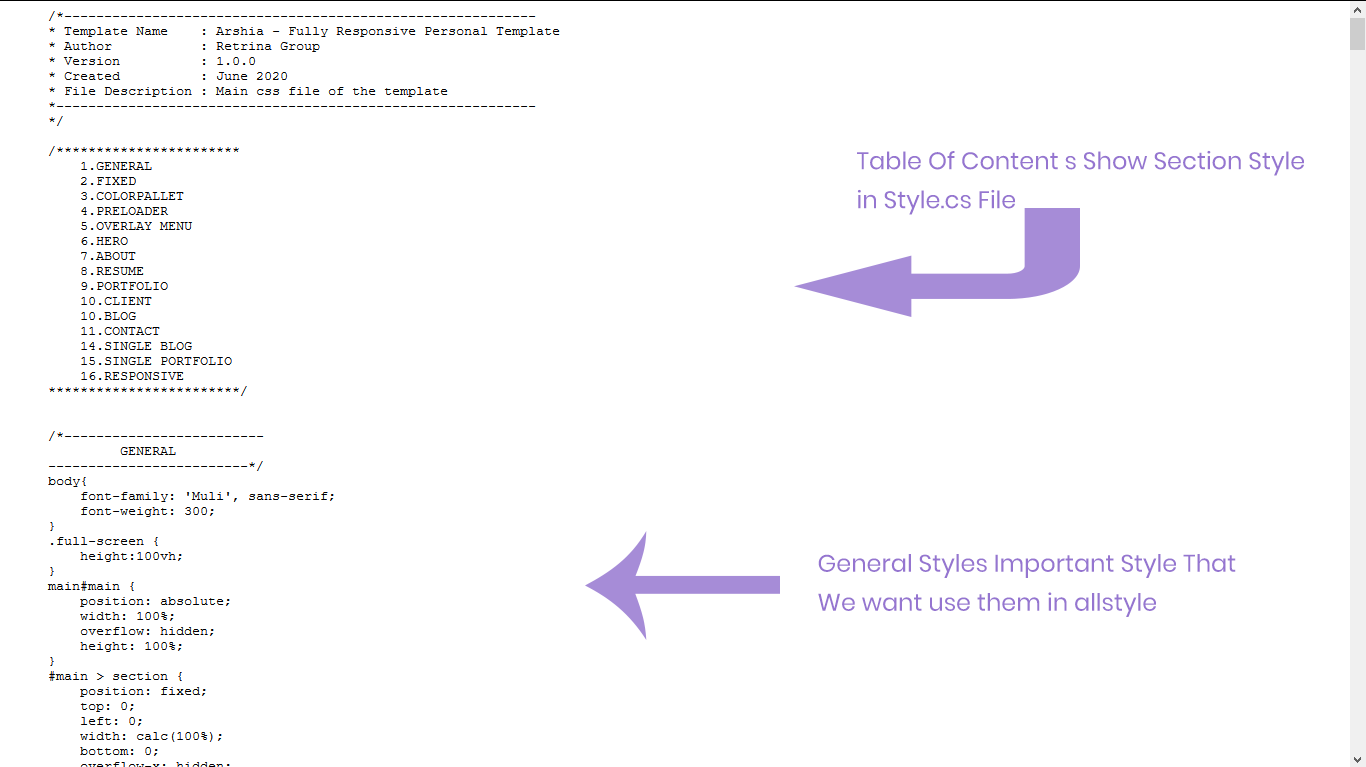 /*-----------------------------------------------------------
* Template Name    : Arshia - Fully Responsive Personal Template
* Author           : Retrina Group
* Version          : 1.0.0
* Created          : June 2020
* File Description : Main css file of the template
*------------------------------------------------------------
*/
/***********************
1.GENERAL
2.FIXED
3.COLORPALLET
4.PRELOADER
5.OVERLAY MENU
6.HERO
7.ABOUT
8.RESUME
9.PORTFOLIO
10.CLIENT
10.BLOG
11.CONTACT
14.SINGLE BLOG
15.SINGLE PORTFOLIO
16.RESPONSIVE
************************/
Table Of Content s Show Section Style
in Style.cs File
/*-------------------------
GENERAL
-------------------------*/
body{
    font-family: 'Muli', sans-serif;
    font-weight: 300;
}
.full-screen {
    height:100vh;
}
main#main {
    position: absolute;
    width: 100%;
    overflow: hidden;
    height: 100%;
}
#main > section {
    position: fixed;
    top: 0;
    left: 0;
    width: calc(100%);
    bottom: 0;
    overflow-x: hidden;
General Styles Important Style That
We want use them in allstyle